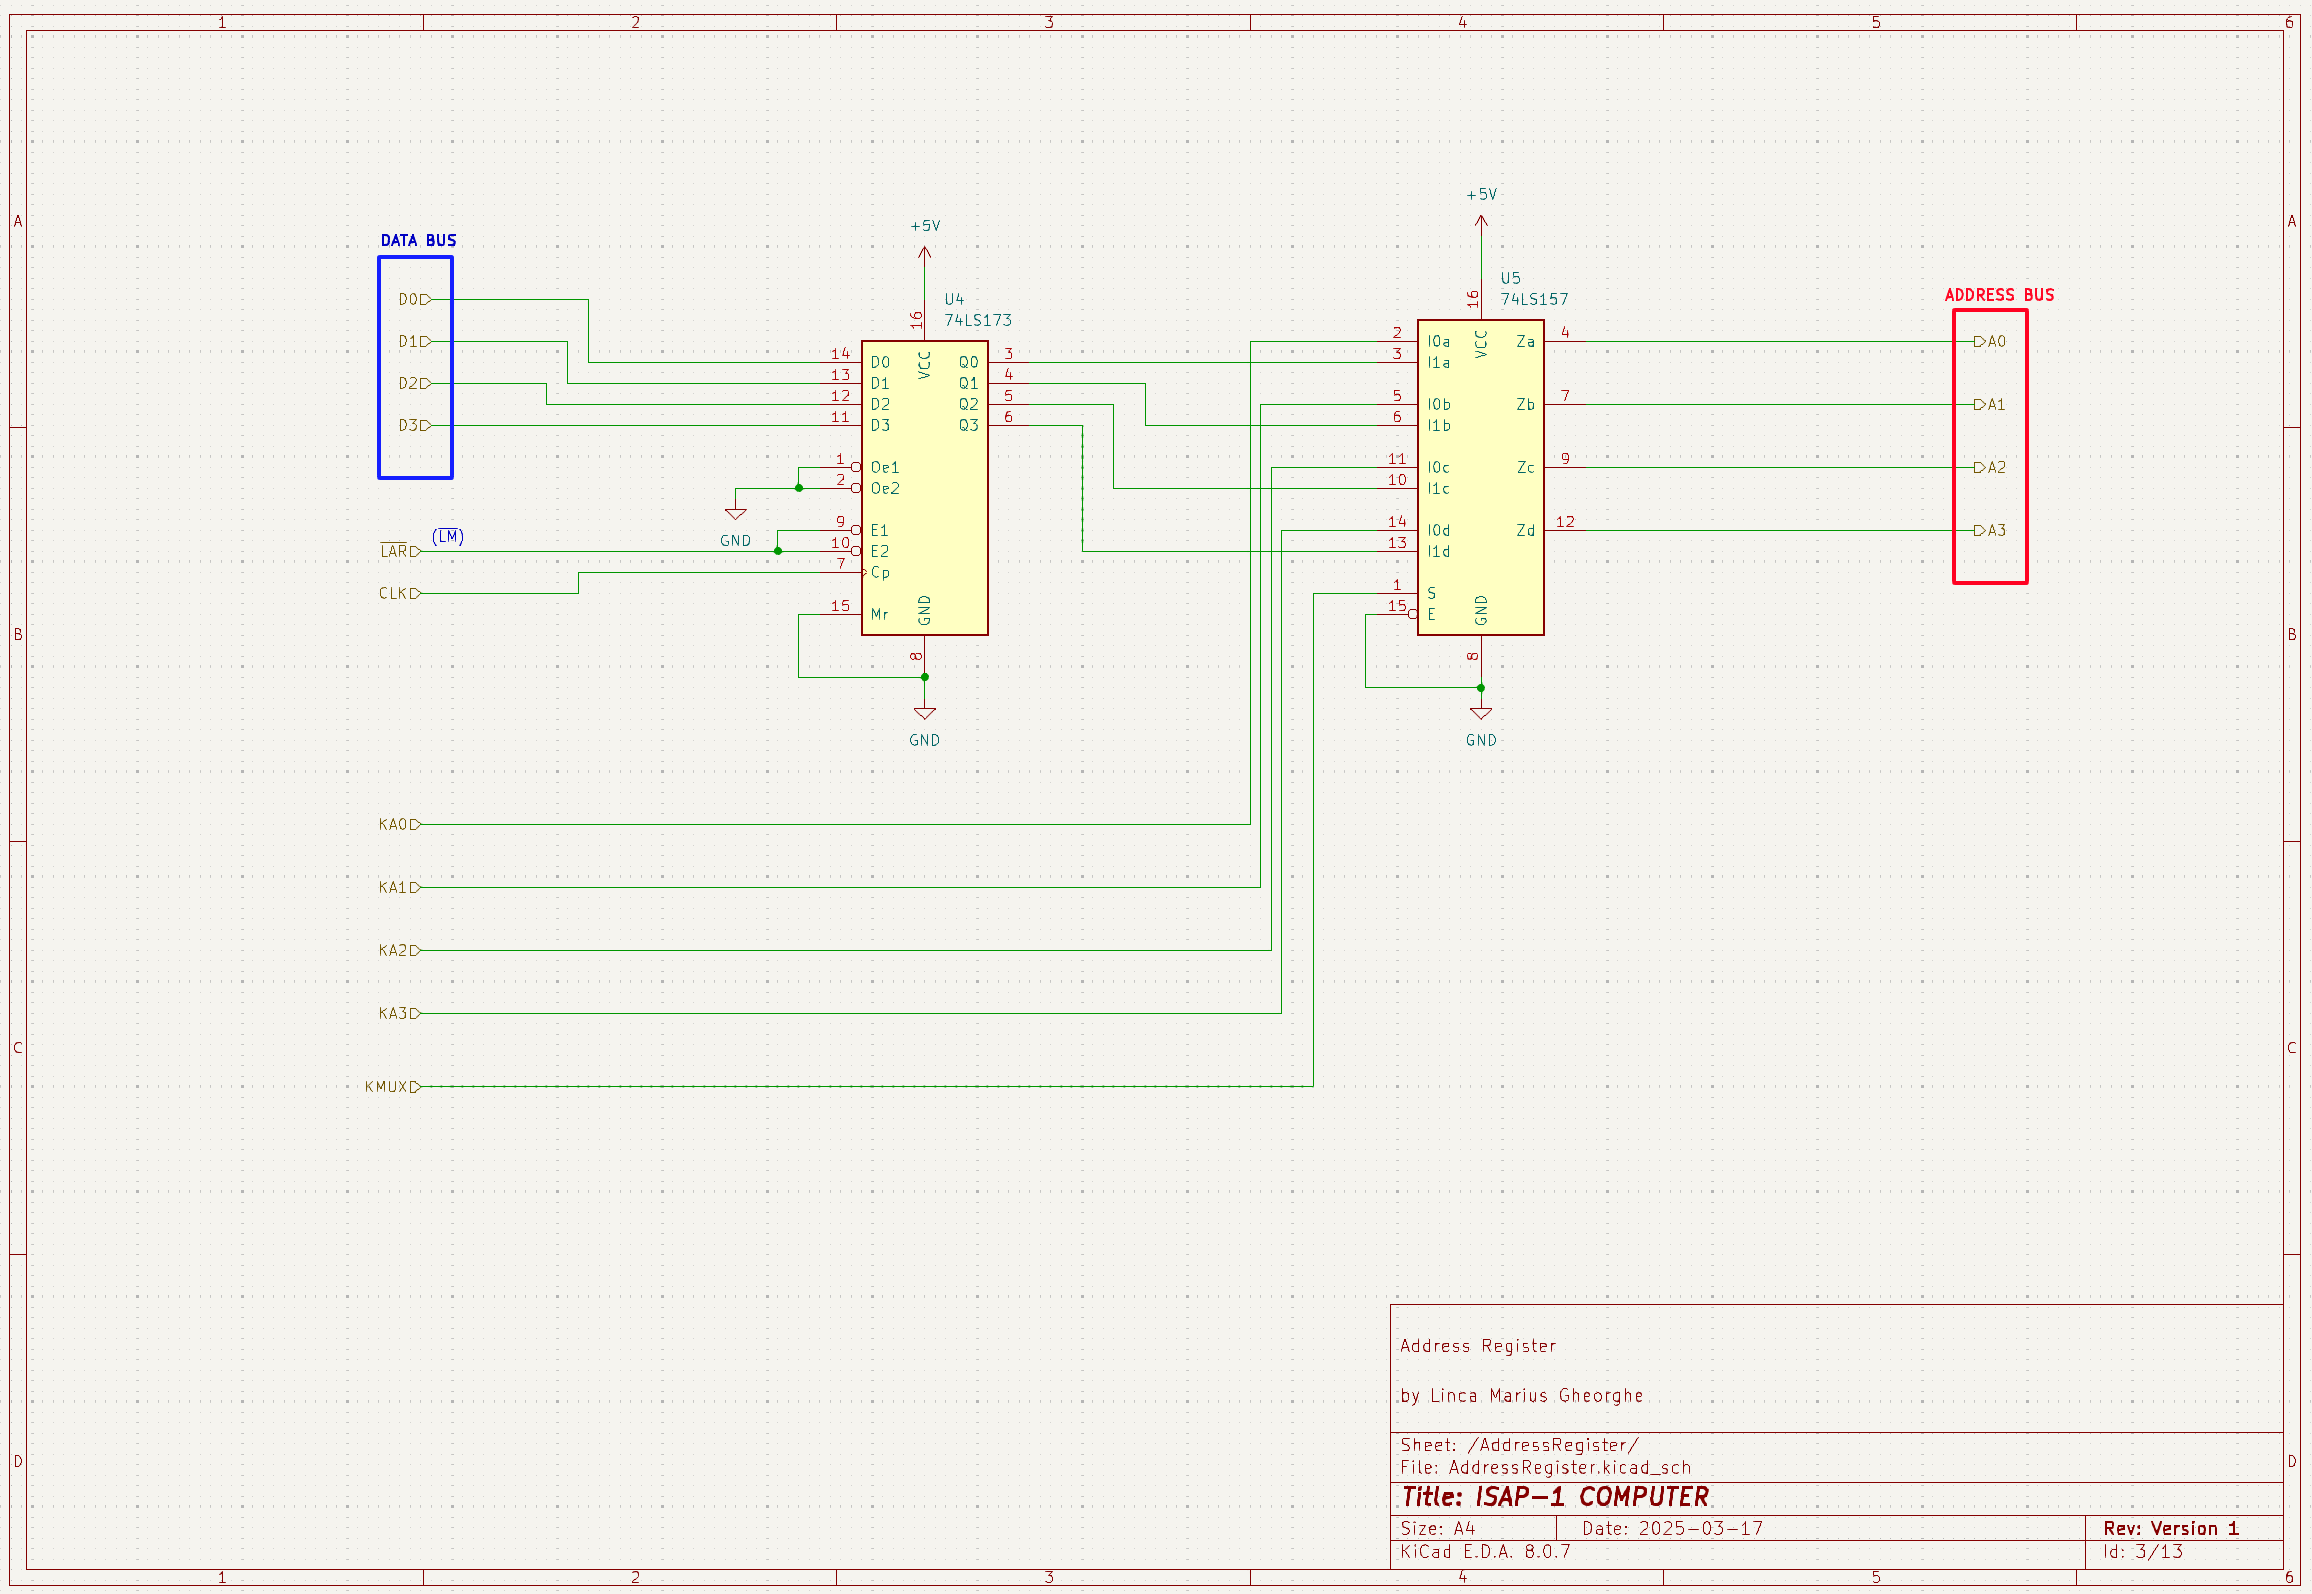 1 2 3 4 5 6
A A
+5V
+5V
DATA BUS
U5
74LS157
ADDRESS BUS
U4
74LS173
16
16
D0
D1
D2
D3
14 D0 VCC Q0 3
13 D1 Q1 4
12 D2 Q2 5
11 D3 Q3 6
1 Oe1
2 Oe2
9 E1
10 E2
7 Cp
15 Mr GND
8
GND
GND
2 I0a VCC Za 4
3 I1a
5 I0b Zb 7
6 I1b
11 I0c Zc 9
10 I1c
14 I0d Zd 12
13 I1d
1 S
15 E GND
8
GND
A0
A1
A2
A3
L̅A̅R̅ (L̅M̅)
CLK
B B
KA0
KA1
KA2
KA3
KMUX
C C
Address Register
by Linca Marius Gheorghe
Sheet: /AddressRegister/
File: AddressRegister.kicad_sch
Title: ISAP-1 COMPUTER
Size: A4 Date: 2025-03-17 Rev: Version 1
KiCad E.D.A. 8.0.7 Id: 3/13
D D
1 2 3 4 5 6